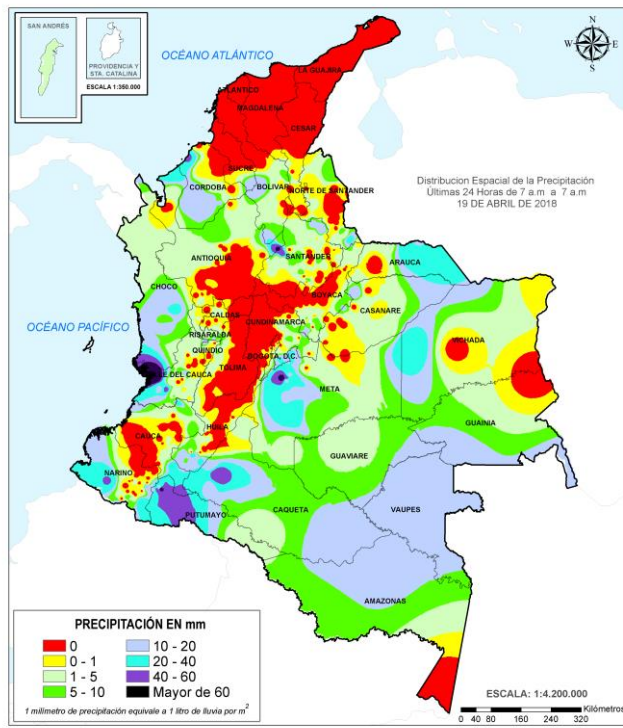 SAN ANDRÉS
PROVIDENCIA Y
STA. CATALINA
ESCALA 1:350.000
OCÉANO ATLÁNTICO
N
W
E
S
LA GUAJIRA
ATLÁNTICO
MAGDALENA
CESAR
Distribucion Espacial de la Precipitación
Últimas 24 Horas de 7 a.m a 7 a.m
19 DE ABRIL DE 2018
SUCRE
CORDOBA
BOLIVAR
NORTE DE SANTANDER
ANTIOQUIA
SANTANDER
ARAUCA
CHOCO
BOYACA
CASANARE
OCÉANO PACÍFICO
CALDAS
CUNDINAMARCA
RISARALDA
VICHADA
QUINDIO
BOGOTA, D.C.
VALLE DEL CAUCA
TOLIMA
META
CAUCA
HUILA
GUAINIA
GUAVIARE
NARIÑO
CAQUETA
VAUPES
PUTUMAYO
AMAZONAS
PRECIPITACIÓN EN mm
0
10 - 20
0 - 1
20 - 40
1 - 5
40 - 60
5 - 10
Mayor de 60
1 milimetro de precipitación equivale a 1 litro de lluvia por m2
ESCALA: 1:4.200.000
Kilómetros
0 40 80 160 240 320